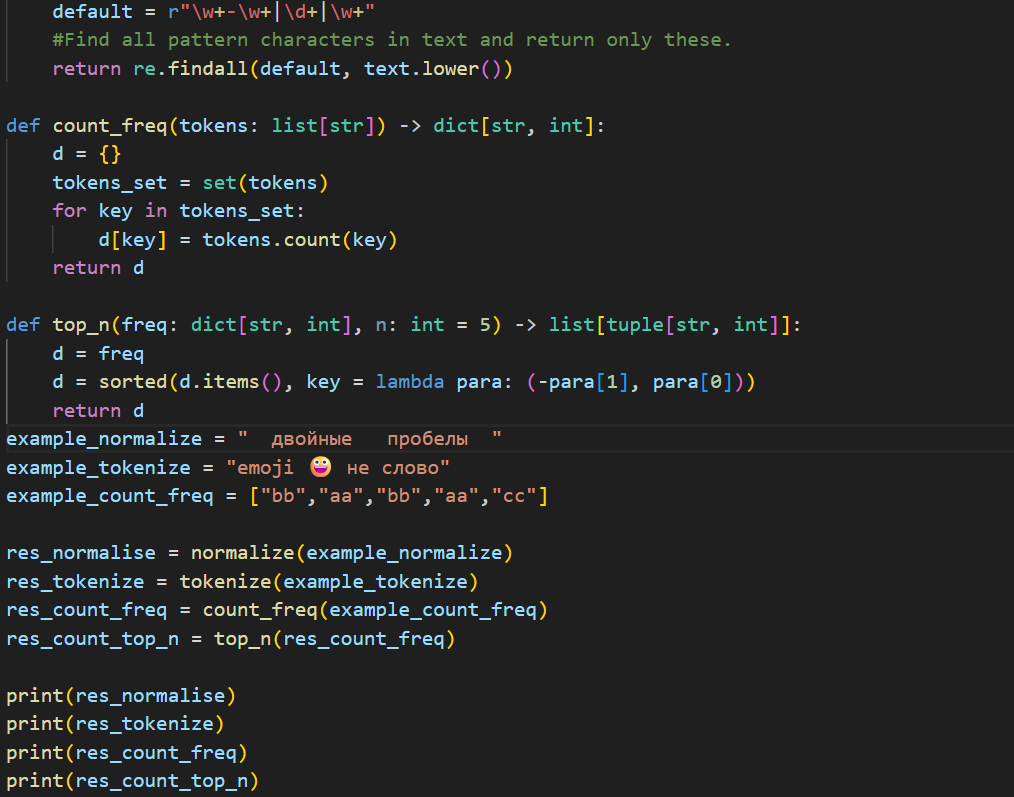 default = r"\w+-\w+|\d+|\w+"
    #Find all pattern characters in text and return only these.
    return re.findall(default, text.lower())

def count_freq(tokens: list[str]) -> dict[str, int]:
    d = {}
    tokens_set = set(tokens)
    for key in tokens_set:
        d[key] = tokens.count(key)
    return d

def top_n(freq: dict[str, int], n: int = 5) -> list[tuple[str, int]]:
    d = freq
    d = sorted(d.items(), key = lambda para: (-para[1], para[0]))
    return d
example_normalize = "  двойные   пробелы  "
example_tokenize = "emoji 😀 не слово"
example_count_freq = ["bb","aa","bb","aa","cc"]

res_normalise = normalize(example_normalize)
res_tokenize = tokenize(example_tokenize)
res_count_freq = count_freq(example_count_freq)
res_count_top_n = top_n(res_count_freq)

print(res_normalise)
print(res_tokenize)
print(res_count_freq)
print(res_count_top_n)